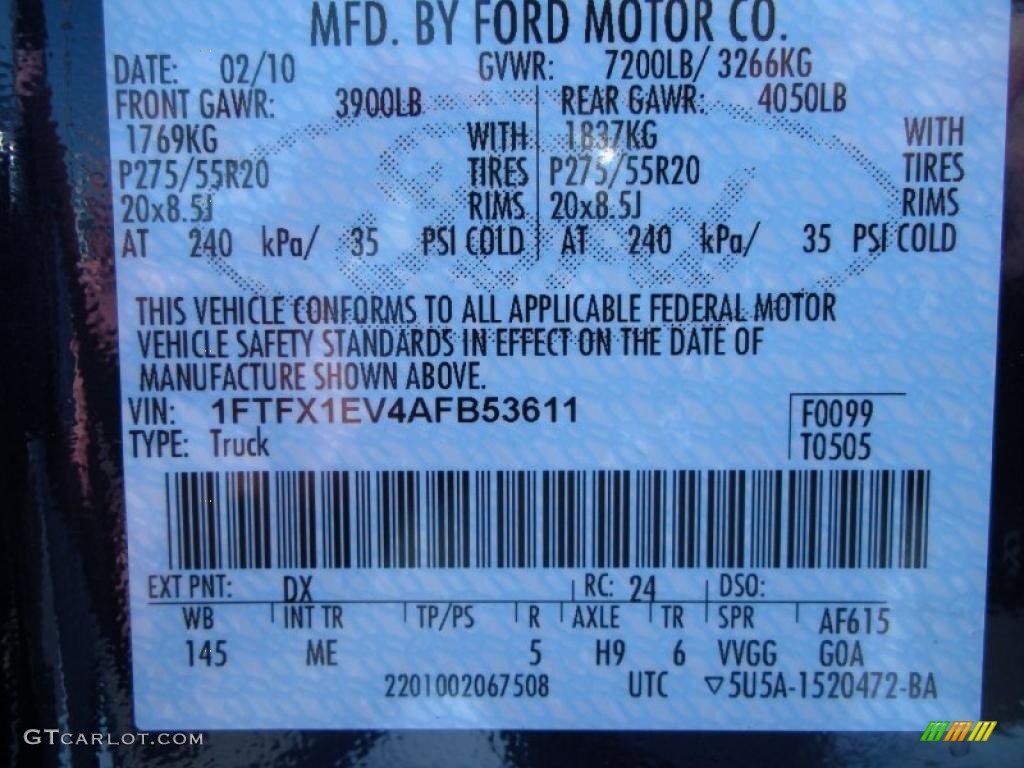 MFD. BY FORD MOTOR CO.
DATE: 02/10 GVWR: 7200LB/ 3266KG
FRONT GAWR: 3900LB REAR GAWR: 4050LB
1769KG WITH 1837KG WITH
P275/55R20 TIRES P275/55R20 TIRES
20x8.5J RIMS 20x8.5J RIMS
AT 240 kPa/ 35 PSI COLD AT 240 kPa/ 35 PSI COLD
THIS VEHICLE CONFORMS TO ALL APPLICABLE FEDERAL MOTOR
VEHICLE SAFETY STANDARDS IN EFFECT ON THE DATE OF
MANUFACTURE SHOWN ABOVE.
VIN: 1FTFX1EV4AFB53611 F0099
TYPE: Truck T0505
EXT PNT: DX RC: 24 DSO:
WB INT TR TP/PS R AXLE TR SPR AF615
145 ME 5 H9 6 VVGG GOA
2201002067508 UTC ▽5U5A-1520472-BA
GTCARLOT.COM